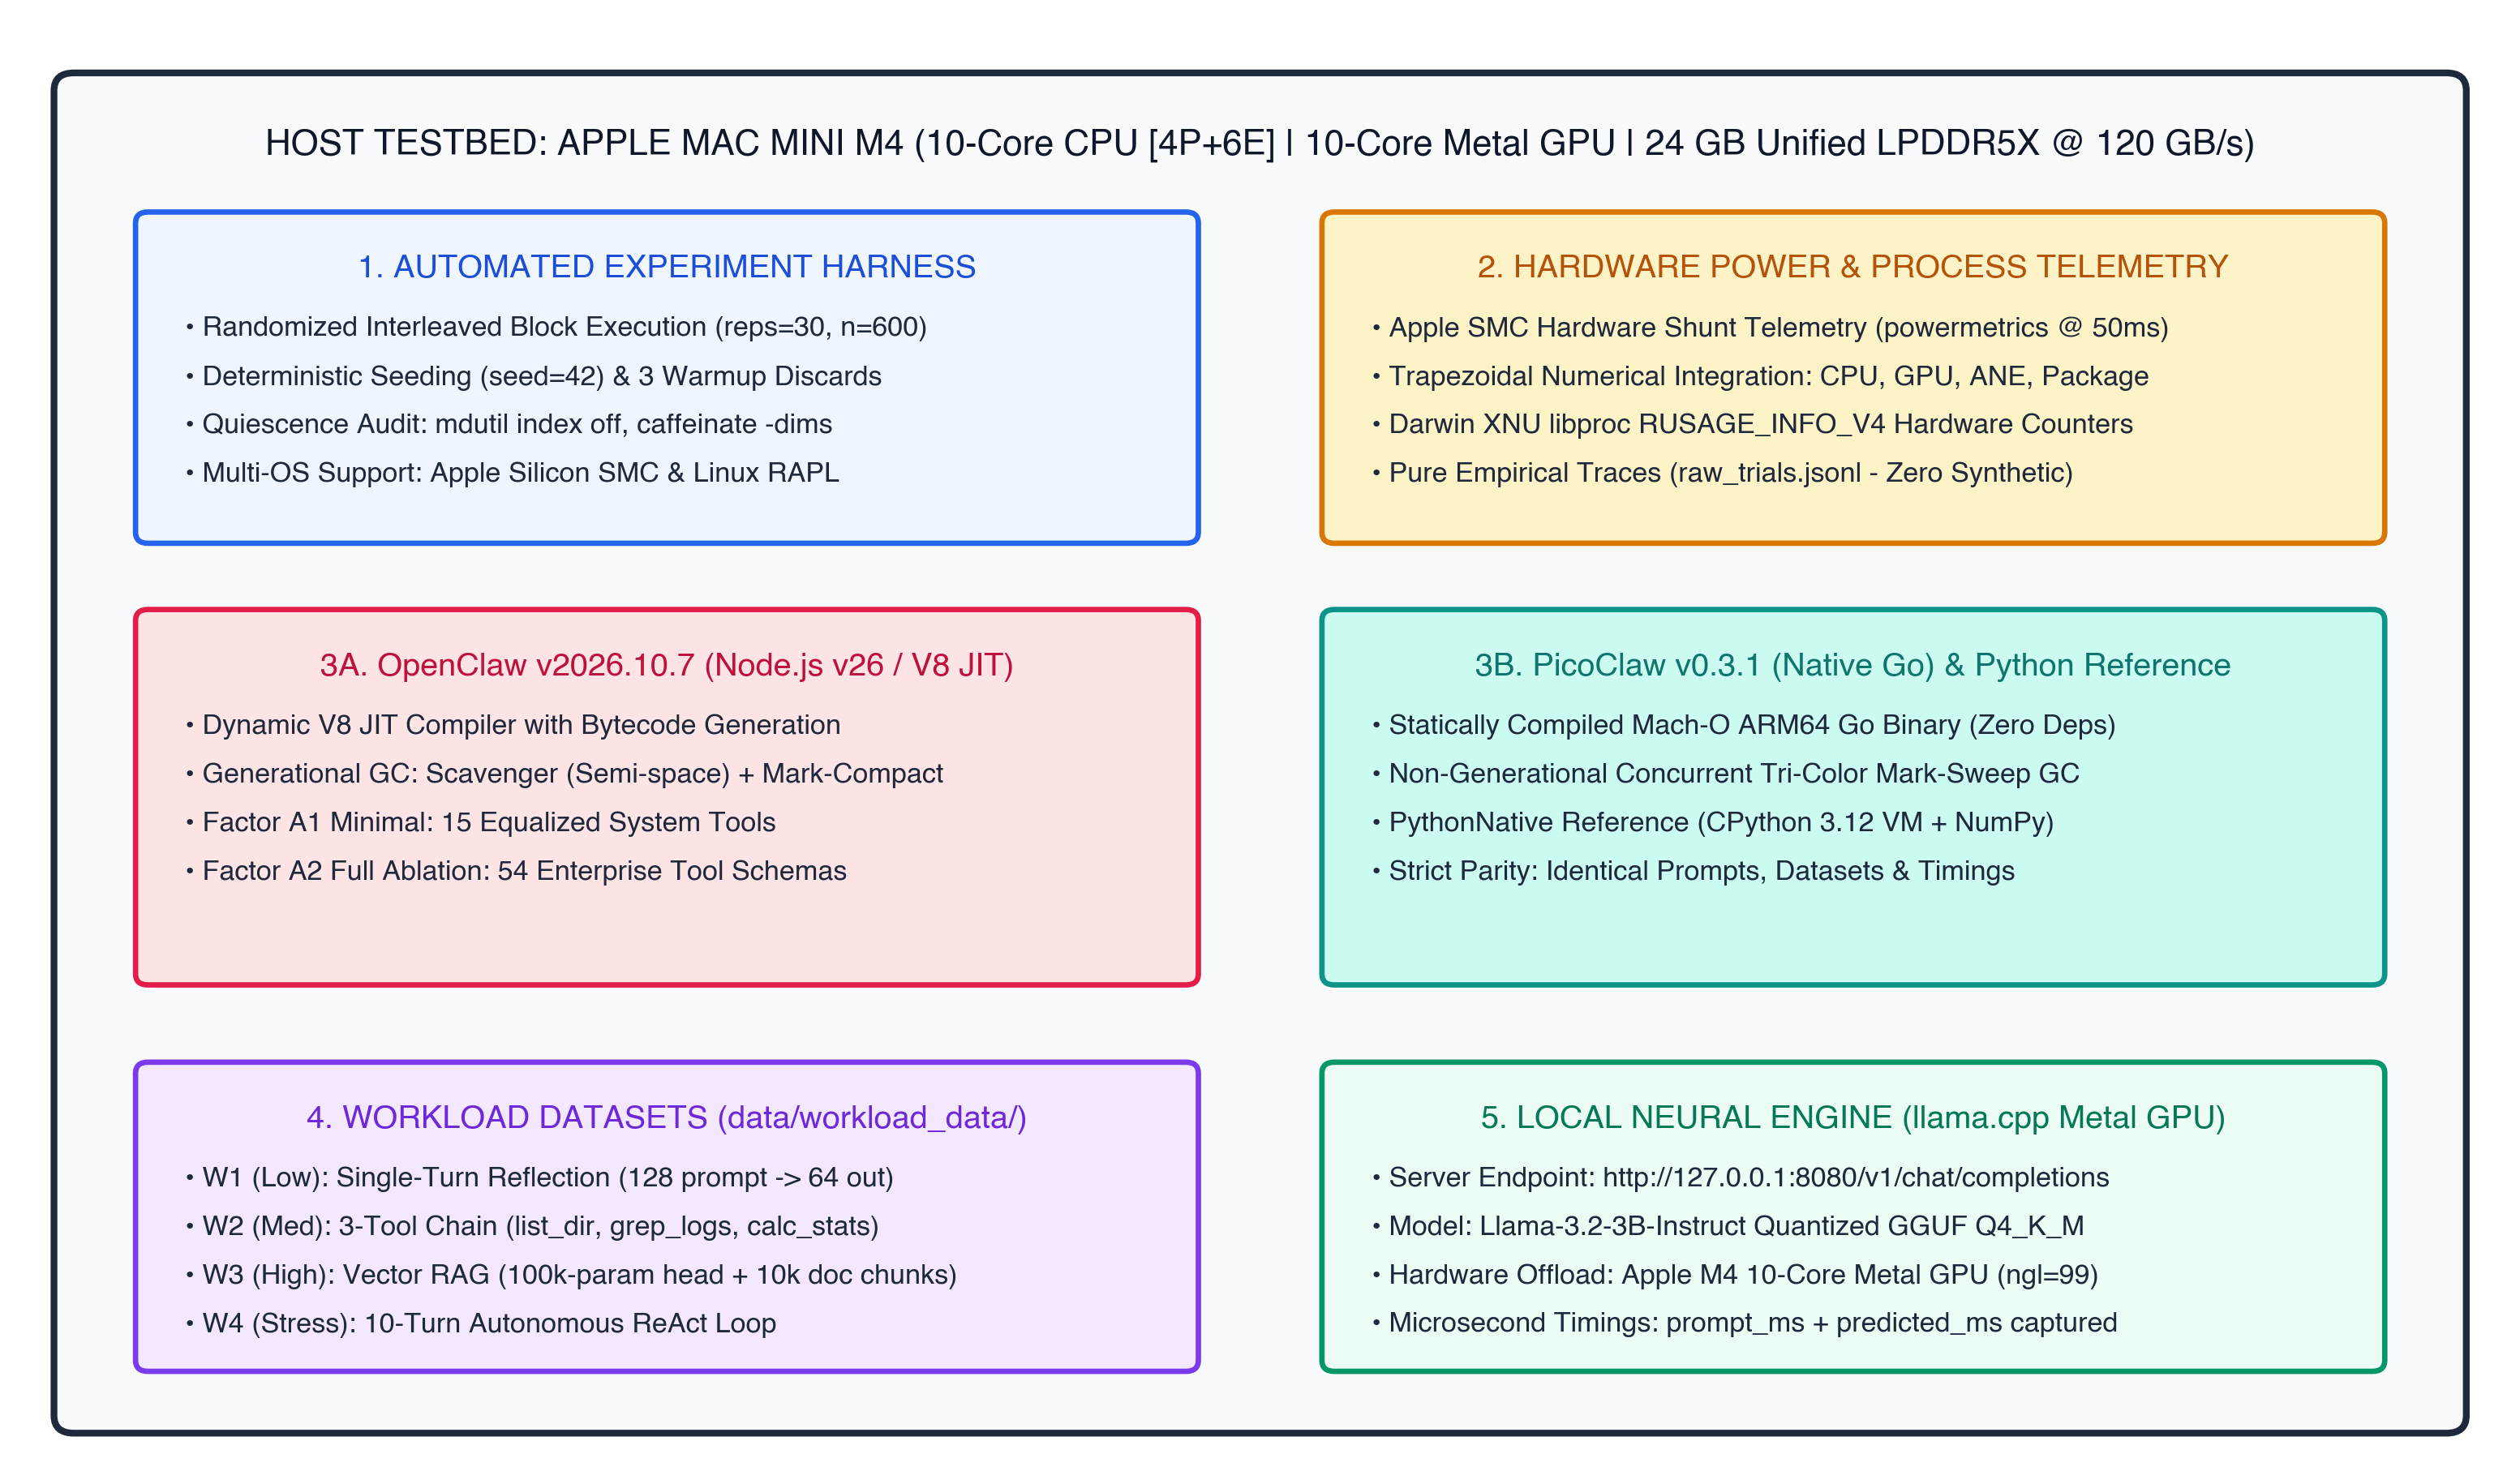 HOST TESTBED: APPLE MAC MINI M4 (10-Core CPU [4P+6E] | 10-Core Metal GPU | 24 GB Unified LPDDR5X @ 120 GB/s)
1. AUTOMATED EXPERIMENT HARNESS
• Randomized Interleaved Block Execution (reps=30, n=600)
• Deterministic Seeding (seed=42) & 3 Warmup Discards
• Quiescence Audit: mdutil index off, caffeinate -dims
• Multi-OS Support: Apple Silicon SMC & Linux RAPL
2. HARDWARE POWER & PROCESS TELEMETRY
• Apple SMC Hardware Shunt Telemetry (powermetrics @ 50ms)
• Trapezoidal Numerical Integration: CPU, GPU, ANE, Package
• Darwin XNU libproc RUSAGE_INFO_V4 Hardware Counters
• Pure Empirical Traces (raw_trials.jsonl - Zero Synthetic)
3A. OpenClaw v2026.10.7 (Node.js v26 / V8 JIT)
• Dynamic V8 JIT Compiler with Bytecode Generation
• Generational GC: Scavenger (Semi-space) + Mark-Compact
• Factor A1 Minimal: 15 Equalized System Tools
• Factor A2 Full Ablation: 54 Enterprise Tool Schemas
3B. PicoClaw v0.3.1 (Native Go) & Python Reference
• Statically Compiled Mach-O ARM64 Go Binary (Zero Deps)
• Non-Generational Concurrent Tri-Color Mark-Sweep GC
• PythonNative Reference (CPython 3.12 VM + NumPy)
• Strict Parity: Identical Prompts, Datasets & Timings
4. WORKLOAD DATASETS (data/workload_data/)
• W1 (Low): Single-Turn Reflection (128 prompt -> 64 out)
• W2 (Med): 3-Tool Chain (list_dir, grep_logs, calc_stats)
• W3 (High): Vector RAG (100k-param head + 10k doc chunks)
• W4 (Stress): 10-Turn Autonomous ReAct Loop
5. LOCAL NEURAL ENGINE (llama.cpp Metal GPU)
• Server Endpoint: http://127.0.0.1:8080/v1/chat/completions
• Model: Llama-3.2-3B-Instruct Quantized GGUF Q4_K_M
• Hardware Offload: Apple M4 10-Core Metal GPU (ngl=99)
• Microsecond Timings: prompt_ms + predicted_ms captured